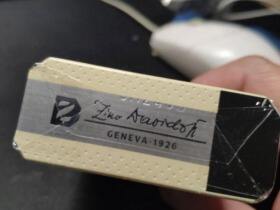 Zino Davidoff
GENEVA · 1926